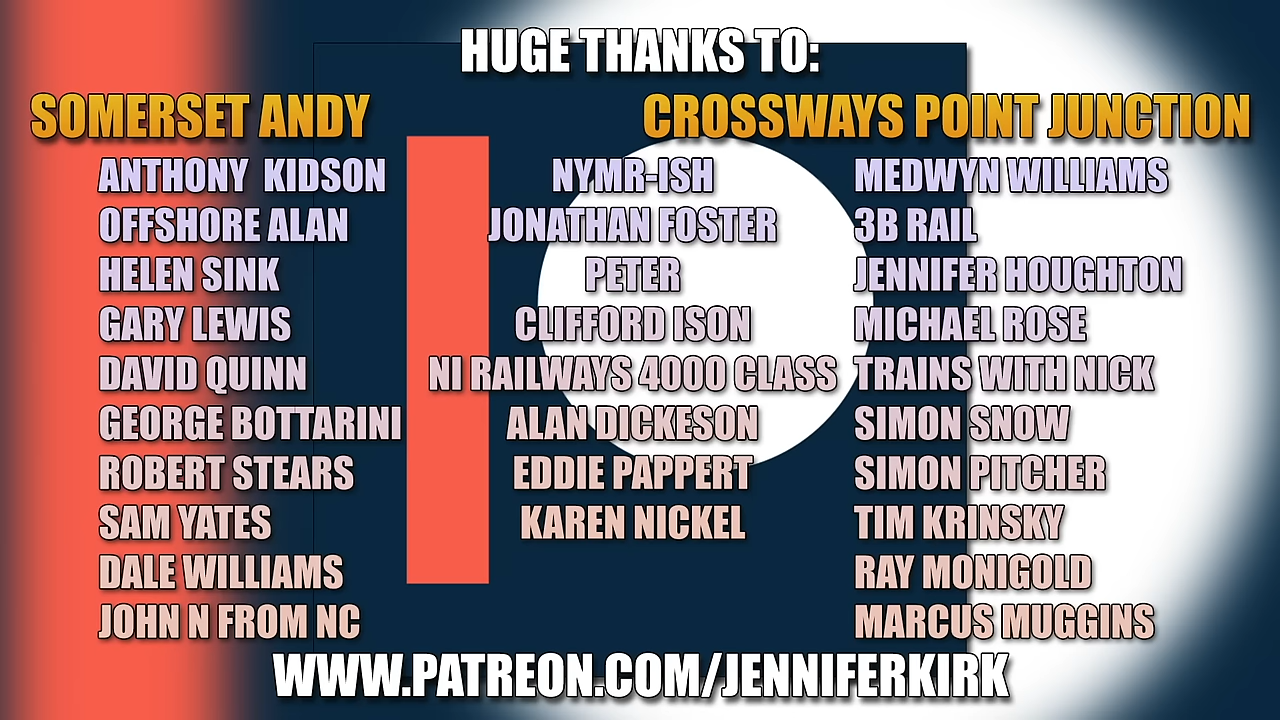 HUGE THANKS TO:
SOMERSET ANDY
CROSSWAYS POINT JUNCTION
ANTHONY KIDSON
OFFSHORE ALAN
HELEN SINK
GARY LEWIS
DAVID QUINN
GEORGE BOTTARINI
ROBERT STEARS
SAM YATES
DALE WILLIAMS
JOHN N FROM NC
NYMR-ISH
JONATHAN FOSTER
PETER
CLIFFORD ISON
NI RAILWAYS 4000 CLASS
ALAN DICKESON
EDDIE PAPPERT
KAREN NICKEL
MEDWYN WILLIAMS
3B RAIL
JENNIFER HOUGHTON
MICHAEL ROSE
TRAINS WITH NICK
SIMON SNOW
SIMON PITCHER
TIM KRINSKY
RAY MONIGOLD
MARCUS MUGGINS
WWW.PATREON.COM/JENNIFERKIRK